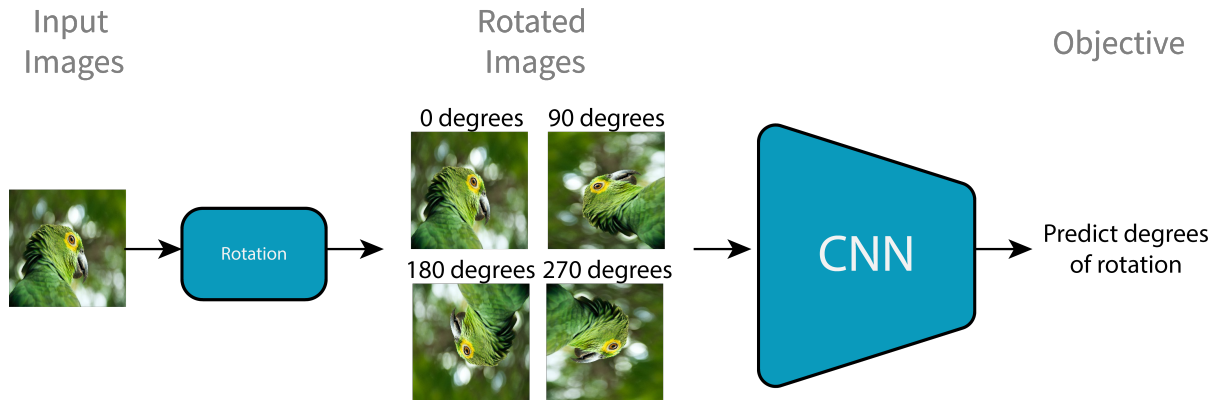 Input
Images
Rotated
Images
Objective
0 degrees
90 degrees
Rotation
180 degrees
270 degrees
CNN
Predict degrees
of rotation